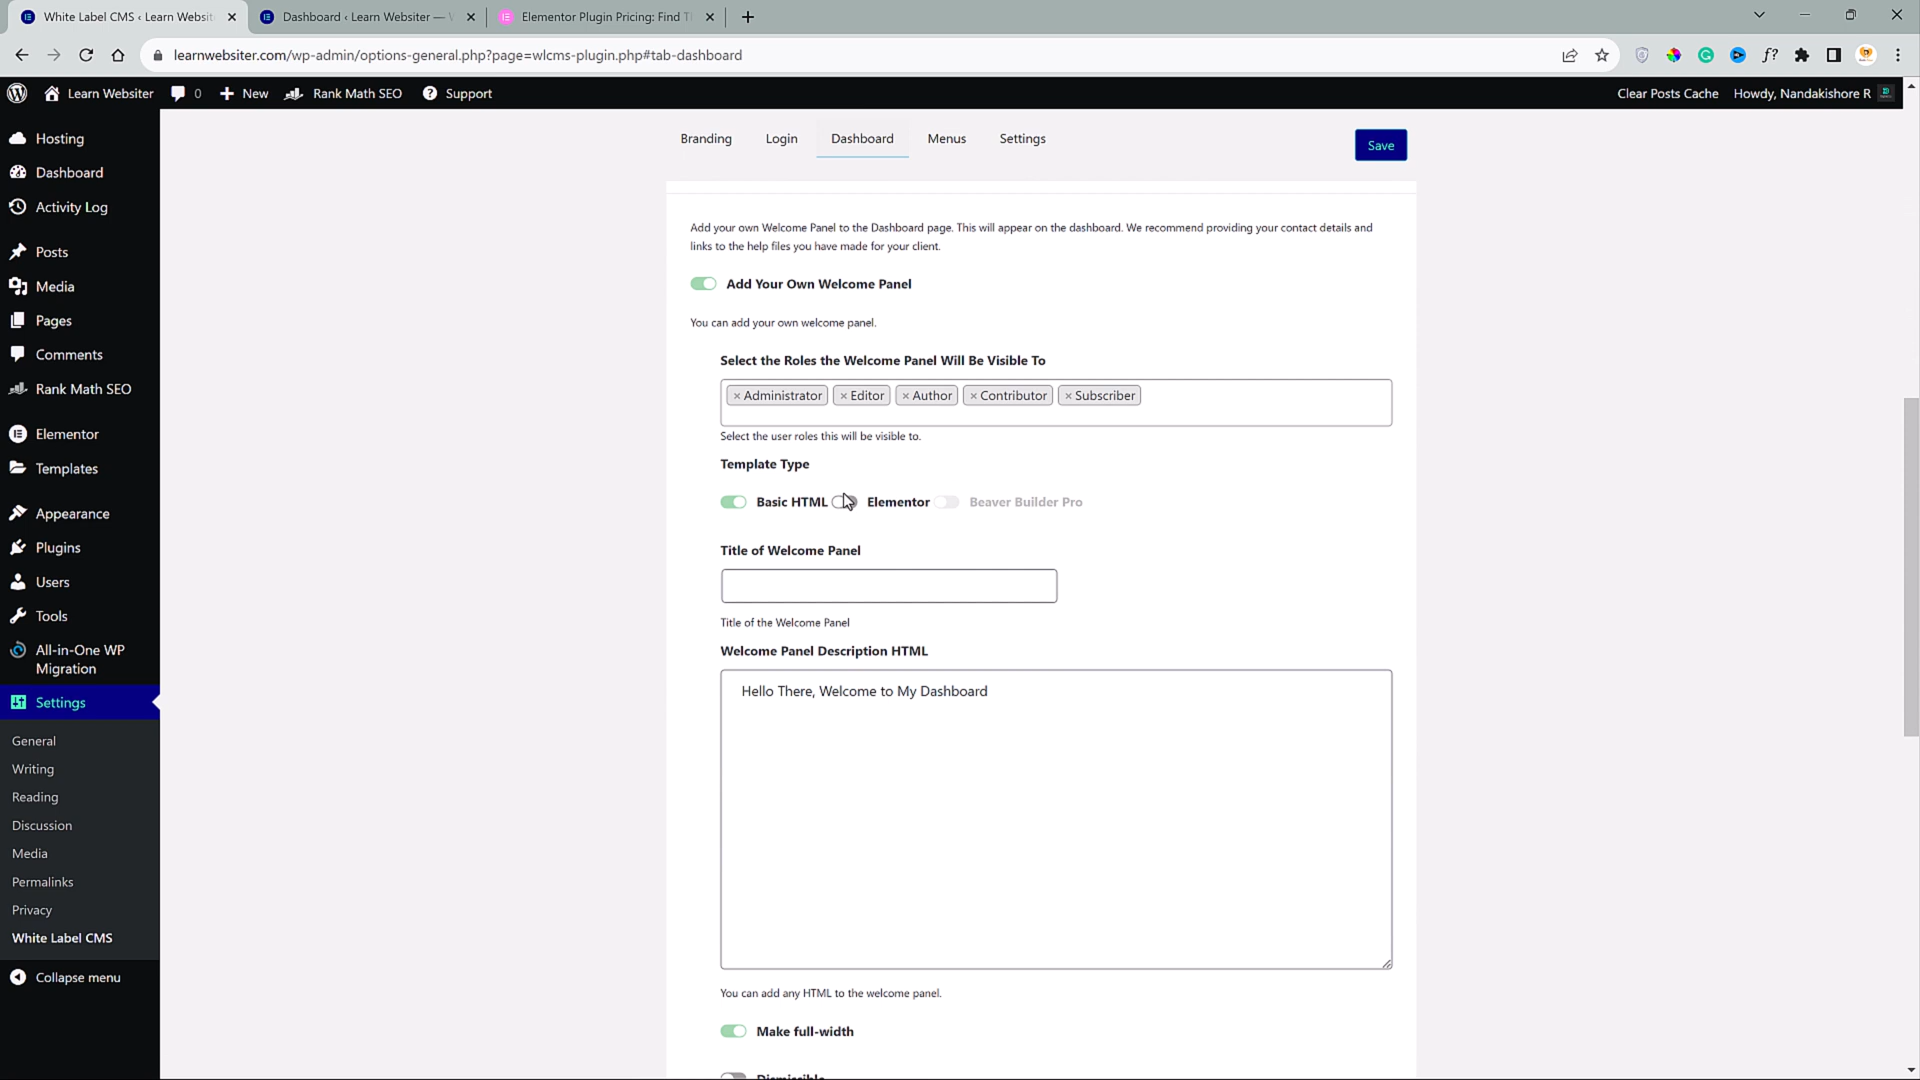 White Label CMS ‹ Learn Websit
Dashboard ‹ Learn Websiter —
Elementor Plugin Pricing: Find T
learnwebsiter.com/wp-admin/options-general.php?page=wlcms-plugin.php#tab-dashboard
Learn Websiter
0
New
Rank Math SEO
Support
Clear Posts Cache
Howdy, Nandakishore R
Hosting
Dashboard
Activity Log
Posts
Media
Pages
Comments
Rank Math SEO
Elementor
Templates
Appearance
Plugins
Users
Tools
All-in-One WP
Migration
Settings
General
Writing
Reading
Discussion
Media
Permalinks
Privacy
White Label CMS
Collapse menu
Branding
Login
Dashboard
Menus
Settings
Save
Add your own Welcome Panel to the Dashboard page. This will appear on the dashboard. We recommend providing your contact details and
links to the help files you have made for your client.
Add Your Own Welcome Panel
You can add your own welcome panel.
Select the Roles the Welcome Panel Will Be Visible To
× Administrator × Editor × Author × Contributor × Subscriber
Select the user roles this will be visible to.
Template Type
Basic HTML Elementor Beaver Builder Pro
Title of Welcome Panel
Title of the Welcome Panel
Welcome Panel Description HTML
Hello There, Welcome to My Dashboard
You can add any HTML to the welcome panel.
Make full-width
Dismissible